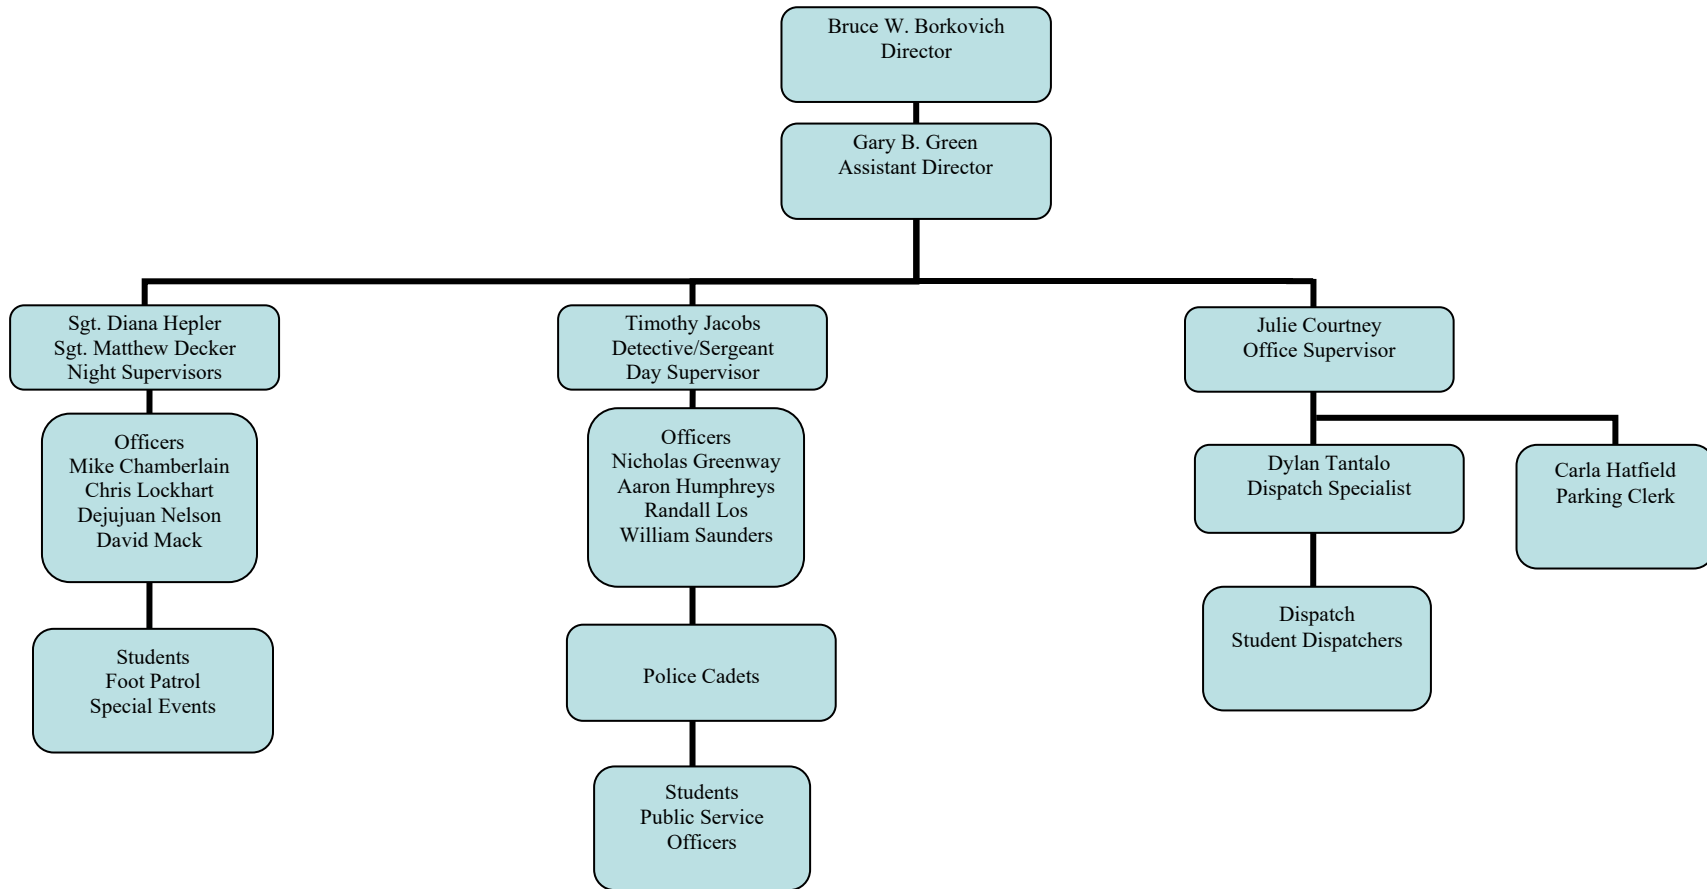 Bruce W. Borkovich
Director
Gary B. Green
Assistant Director
Sgt. Diana Hepler
Sgt. Matthew Decker
Night Supervisors
Timothy Jacobs
Detective/Sergeant
Day Supervisor
Julie Courtney
Office Supervisor
Officers
Mike Chamberlain
Chris Lockhart
Dejujuan Nelson
David Mack
Officers
Nicholas Greenway
Aaron Humphreys
Randall Los
William Saunders
Dylan Tantalo
Dispatch Specialist
Carla Hatfield
Parking Clerk
Students
Foot Patrol
Special Events
Police Cadets
Dispatch
Student Dispatchers
Students
Public Service
Officers